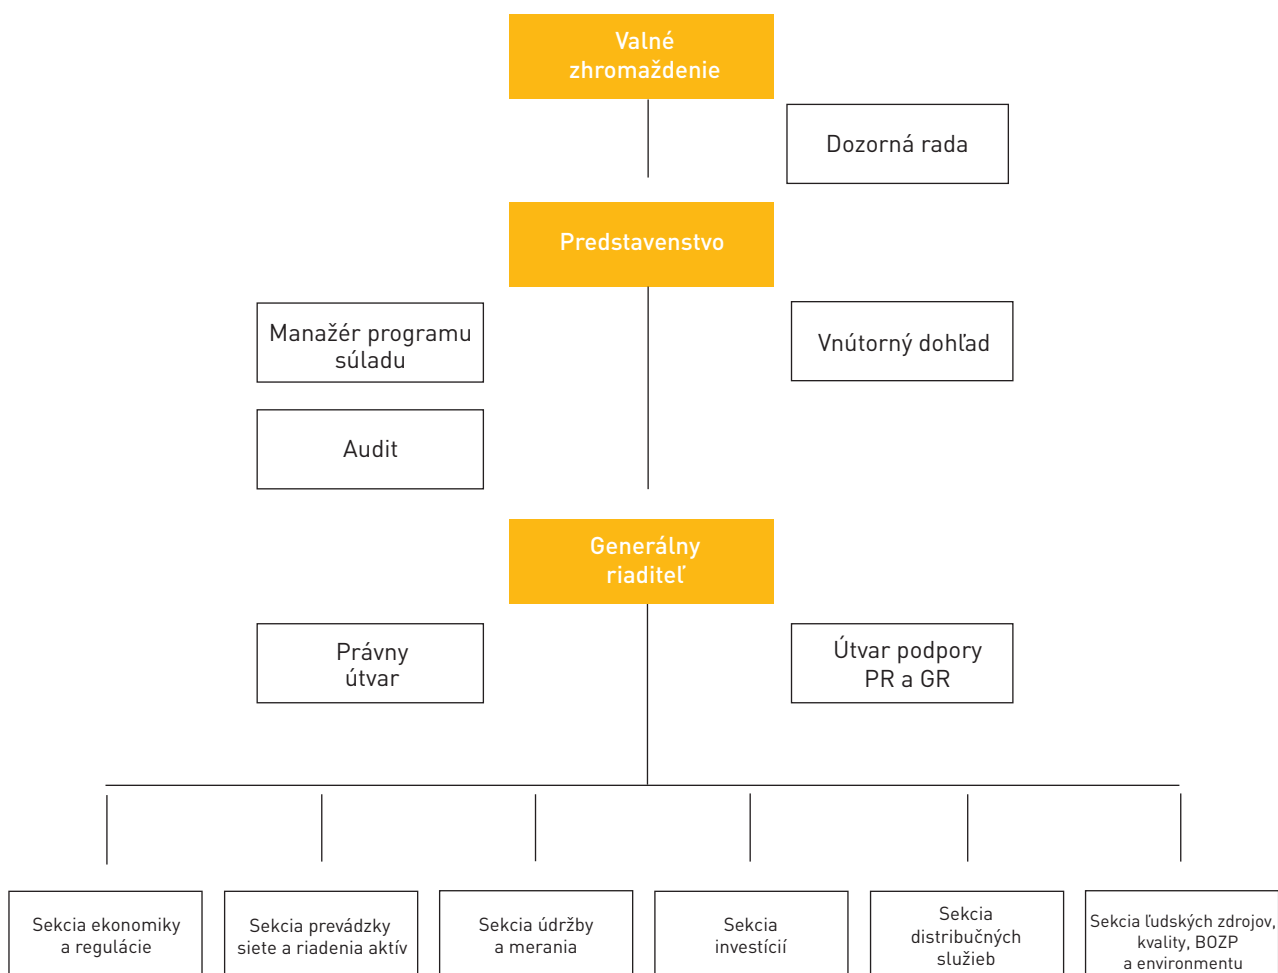 Valné
zhromaždenie
Dozorná rada
Predstavenstvo
Manažér programu
súladu
Vnútorný dohľad
Audit
Generálny
riaditeľ
Právny
útvar
Útvar podpory
PR a GR
Sekcia ekonomiky
a regulácie
Sekcia prevádzky
siete a riadenia aktív
Sekcia údržby
a merania
Sekcia
investícií
Sekcia
distribučných
služieb
Sekcia ľudských zdrojov,
kvality, BOZP
a environmentu